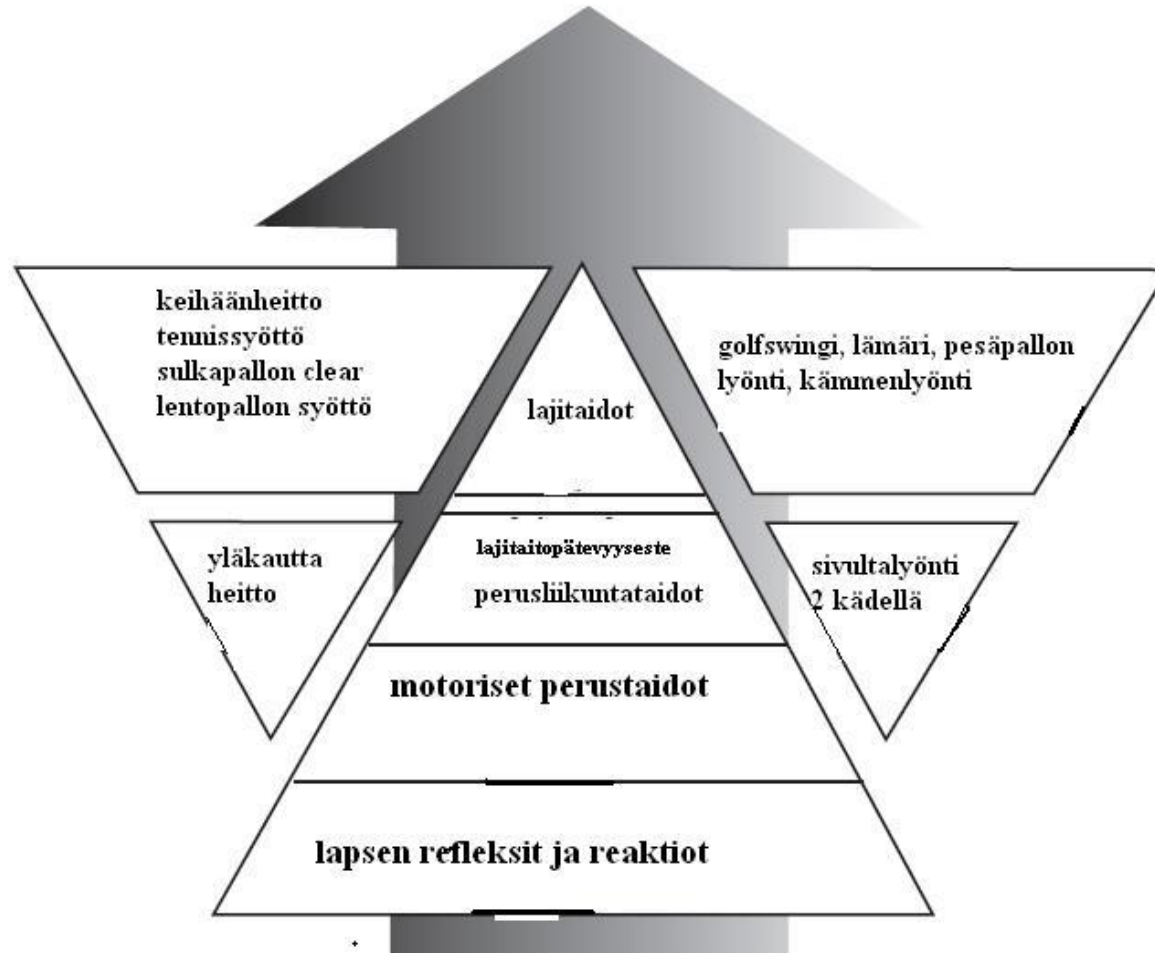 keihäänheitto
tennissyöttö
sulkapallon clear
lentopallon syöttö
golfswingi, lämäri, pesäpallon
lyönti, kämmenlyönti
lajitaidot
yläkautta
heitto
lajitaitopätevyyseste
perusliikuntataidot
sivultalyönti
2 kädellä
motoriset perustaidot
lapsen refleksit ja reaktiot